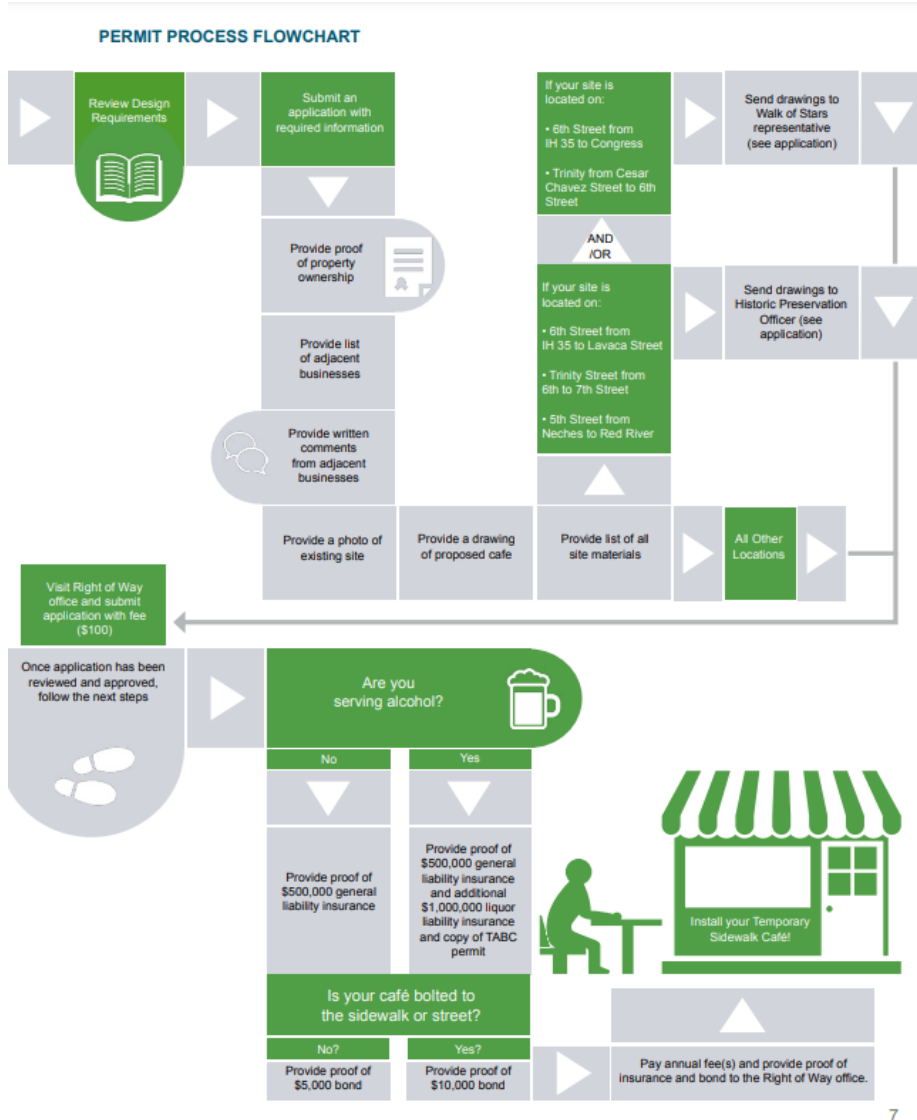 PERMIT PROCESS FLOWCHART
Review Design
Requirements
Submit an
application with
required information
Provide proof
of property
ownership
Provide list
of adjacent
businesses
Provide written
comments
from adjacent
businesses
Provide a photo of
existing site
Provide a drawing
of proposed cafe
Provide list of all
site materials
If your site is
located on:
• 6th Street from
IH 35 to Congress
• Trinity from Cesar
Chavez Street to 6th
Street
Send drawings to
Walk of Stars
representative
(see application)
AND
/OR
If your site is
located on:
• 6th Street from
IH 35 to Lavaca Street
• Trinity Street from
6th to 7th Street
• 5th Street from
Neches to Red River
Send drawings to
Historic Preservation
Officer (see
application)
All Other
Locations
Visit Right of Way
office and submit
application with fee
($100)
Once application has been
reviewed and approved,
follow the next steps
Are you
serving alcohol?
No
Yes
Provide proof of
$500,000 general
liability insurance
Provide proof of
$500,000 general
liability insurance
and additional
$1,000,000 liquor
liability insurance
and copy of TABC
permit
Is your café bolted to
the sidewalk or street?
No?
Yes?
Provide proof of
$5,000 bond
Provide proof of
$10,000 bond
Pay annual fee(s) and provide proof of
insurance and bond to the Right of Way office.
Install your Temporary
Sidewalk Café!
7